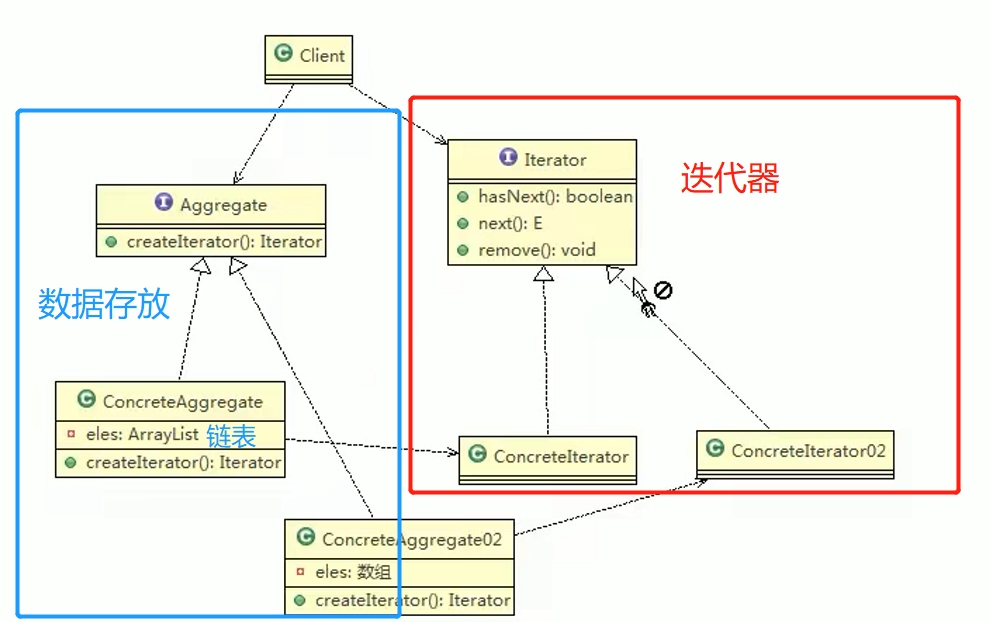 Client
Iterator
hasNext(): boolean
next(): E
remove(): void
迭代器
Aggregate
createIterator(): Iterator
数据存放
ConcreteAggregate
eles: ArrayList 链表
createIterator(): Iterator
ConcreteIterator
ConcreteIterator02
ConcreteAggregate02
eles: 数组
createIterator(): Iterator